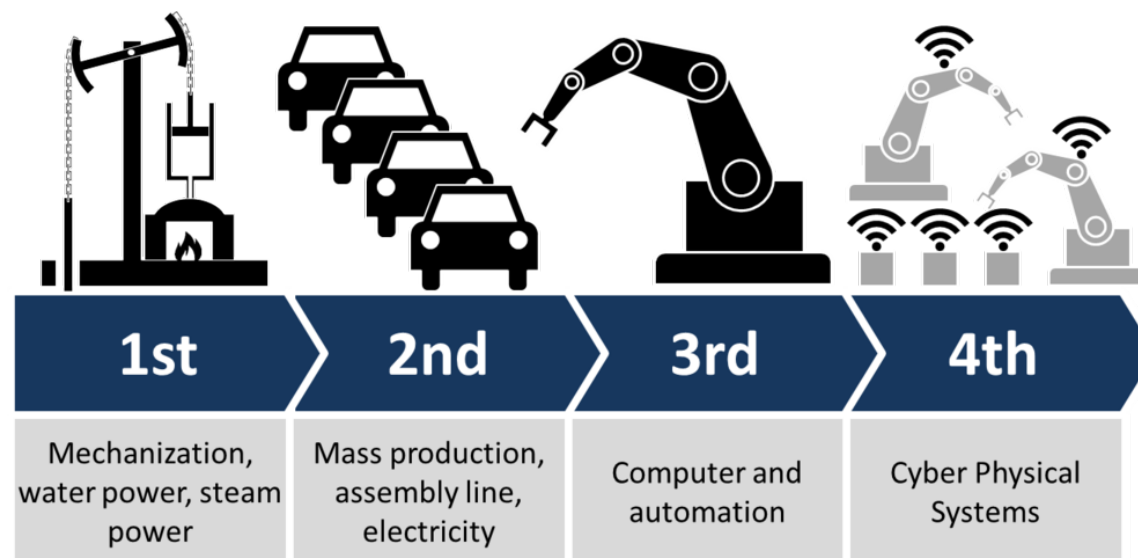 1st
2nd
3rd
4th
Mechanization,
water power, steam
power
Mass production,
assembly line,
electricity
Computer and
automation
Cyber Physical
Systems